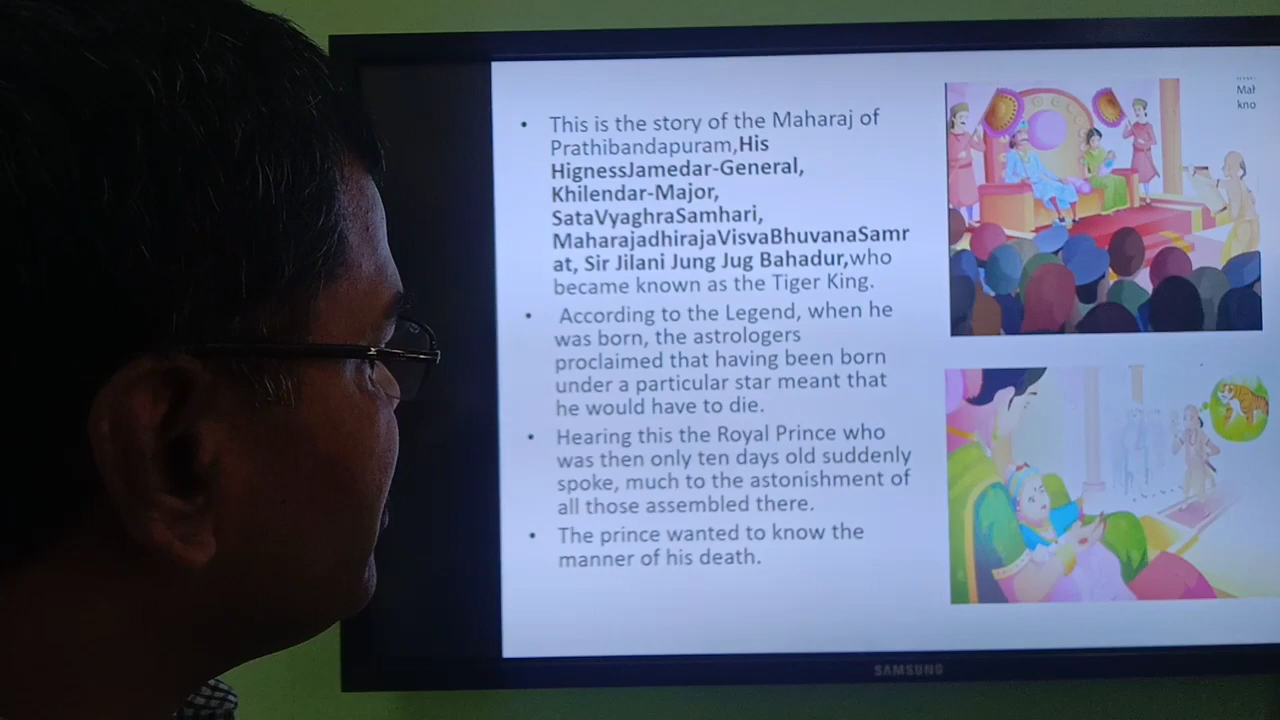 • This is the story of the Maharaj of
Prathibandapuram,His
HignessJamedar-General,
Khilendar-Major,
SataVyaghraSamhari,
MaharajadhirajaVisvaBhuvanaSamr
at, Sir Jilani Jung Jug Bahadur,who
became known as the Tiger King.
• According to the Legend, when he
was born, the astrologers
proclaimed that having been born
under a particular star meant that
he would have to die.
• Hearing this the Royal Prince who
was then only ten days old suddenly
spoke, much to the astonishment of
all those assembled there.
• The prince wanted to know the
manner of his death.
kno
SAMSUNG